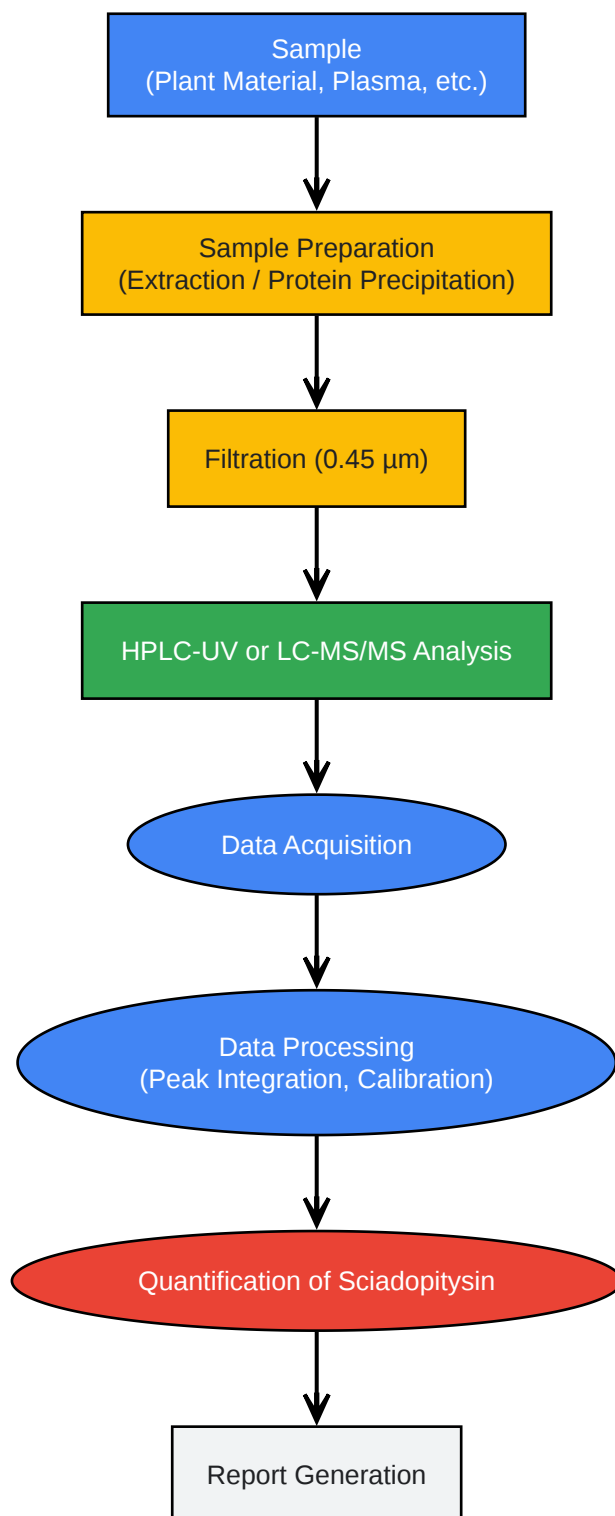 Sample
(Plant Material, Plasma, etc.)
Sample Preparation
(Extraction / Protein Precipitation)
Filtration (0.45 µm)
HPLC-UV or LC-MS/MS Analysis
Data Acquisition
Data Processing
(Peak Integration, Calibration)
Quantification of Sciadopitysin
Report Generation